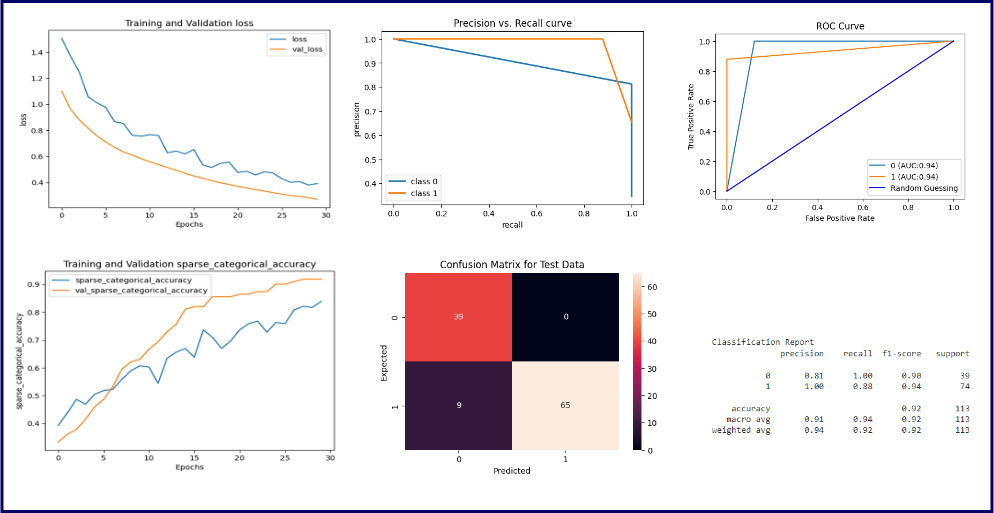 Training and Validation loss
loss
val_loss
1.4
1.2
1.0
0.8
0.6
0.4
loss
0 5 10 15 20 25 30
Epochs
Precision vs. Recall curve
1.0
0.9
0.8
0.7
0.6
0.5
0.4
precision
class 0
class 1
0.0 0.2 0.4 0.6 0.8 1.0
recall
ROC Curve
1.0
0.8
0.6
0.4
0.2
0.0
True Positive Rate
0 (AUC:0.94)
1 (AUC:0.94)
Random Guessing
0.0 0.2 0.4 0.6 0.8 1.0
False Positive Rate
Training and Validation sparse_categorical_accuracy
sparse_categorical_accuracy
val_sparse_categorical_accuracy
0.9
0.8
0.7
0.6
0.5
0.4
sparse_categorical_accuracy
0 5 10 15 20 25 30
Epochs
Confusion Matrix for Test Data
Expected
0
39 0
1
9 65
0 1
Predicted
60
50
40
30
20
10
0
Classification Report
precision recall f1-score support
0 0.81 1.00 0.90 39
1 1.00 0.88 0.94 74
accuracy 0.92 113
macro avg 0.91 0.94 0.92 113
weighted avg 0.94 0.92 0.92 113